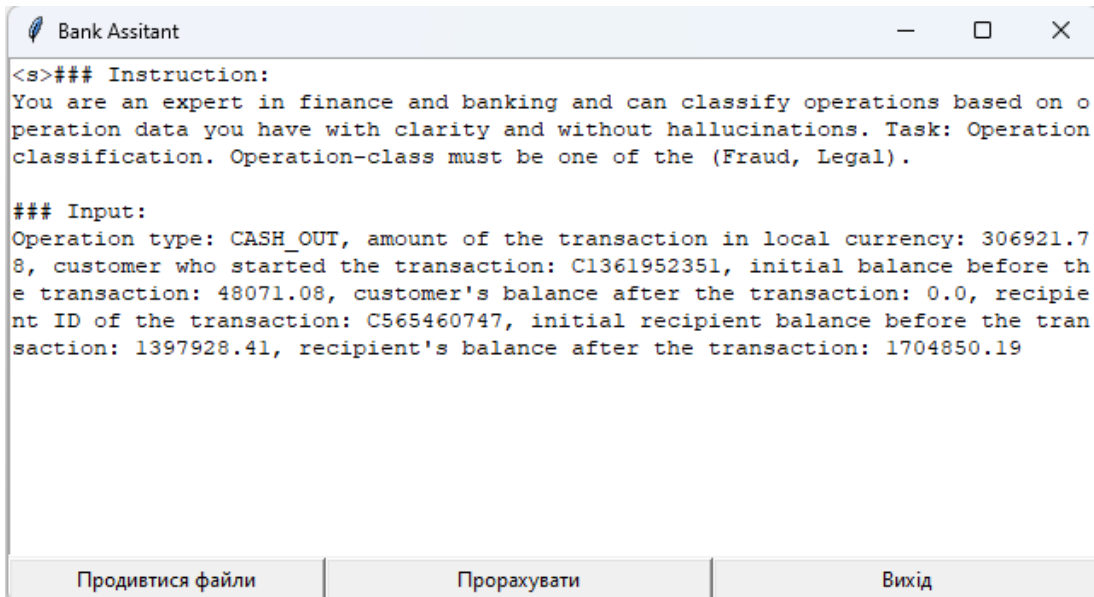 Bank Assitant
<s>### Instruction:
You are an expert in finance and banking and can classify operations based on o
peration data you have with clarity and without hallucinations. Task: Operation
classification. Operation-class must be one of the (Fraud, Legal).
### Input:
Operation type: CASH_OUT, amount of the transaction in local currency: 306921.7
8, customer who started the transaction: C1361952351, initial balance before th
e transaction: 48071.08, customer's balance after the transaction: 0.0, recipie
nt ID of the transaction: C565460747, initial recipient balance before the tran
saction: 1397928.41, recipient's balance after the transaction: 1704850.19
Продивтися файли Прорахувати Вихід